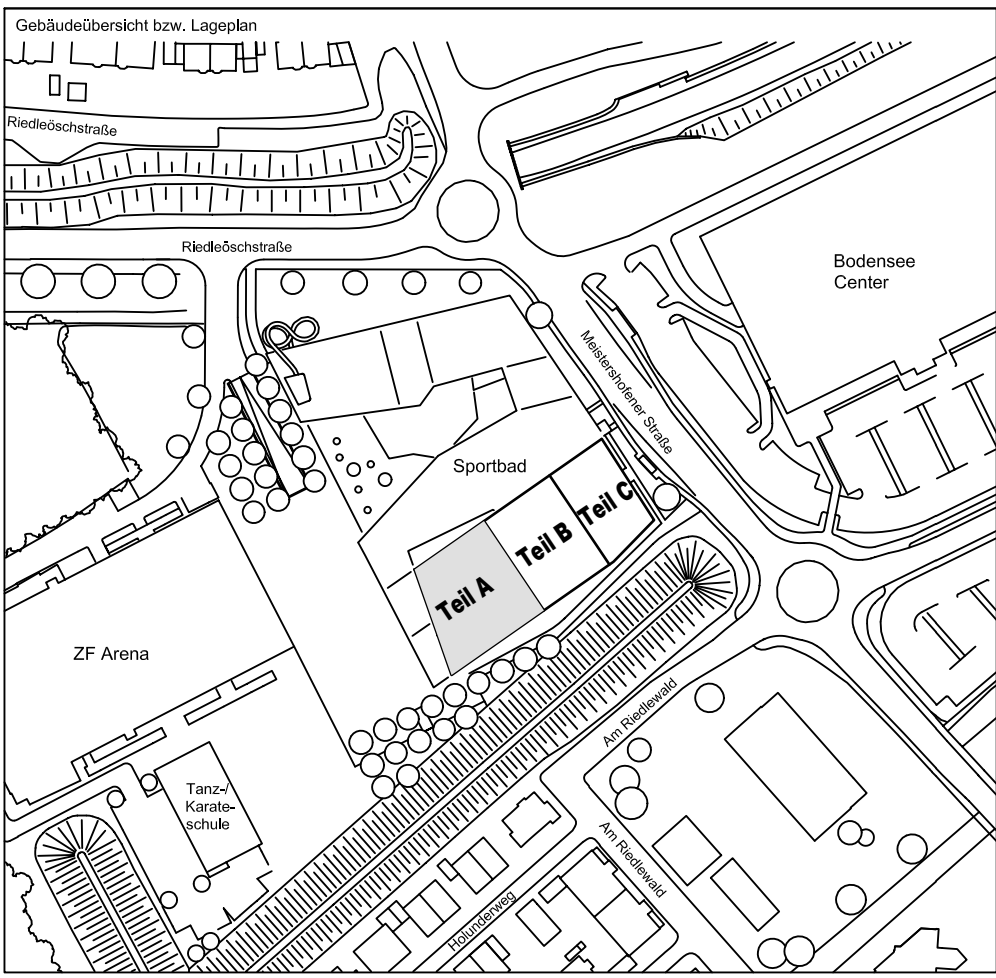 Gebäudeübersicht bzw. Lageplan
Riedleöschstraße
Riedleöschstraße
Bodensee
Center
Meistershofener Straße
Sportbad
Teil C
Teil B
Teil A
ZF Arena
Am Riedlewald
Tanz-/
Karate-
schule
Am Riedlewald
Holunderweg